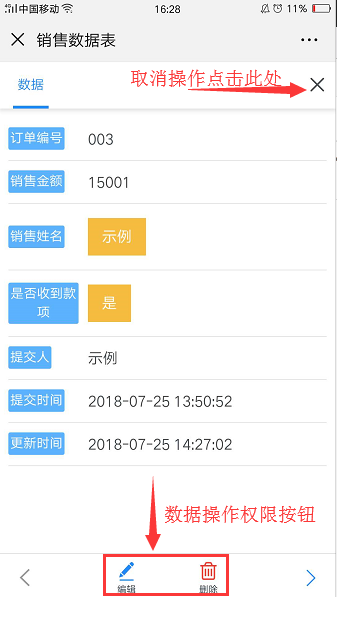 中国移动 16:28 11%
销售数据表
数据
取消操作点击此处
订单编号 003
销售金额 15001
销售姓名 示例
是否收到款
项
是
提交人 示例
提交时间 2018-07-25 13:50:52
更新时间 2018-07-25 14:27:02
数据操作权限按钮
编辑 删除